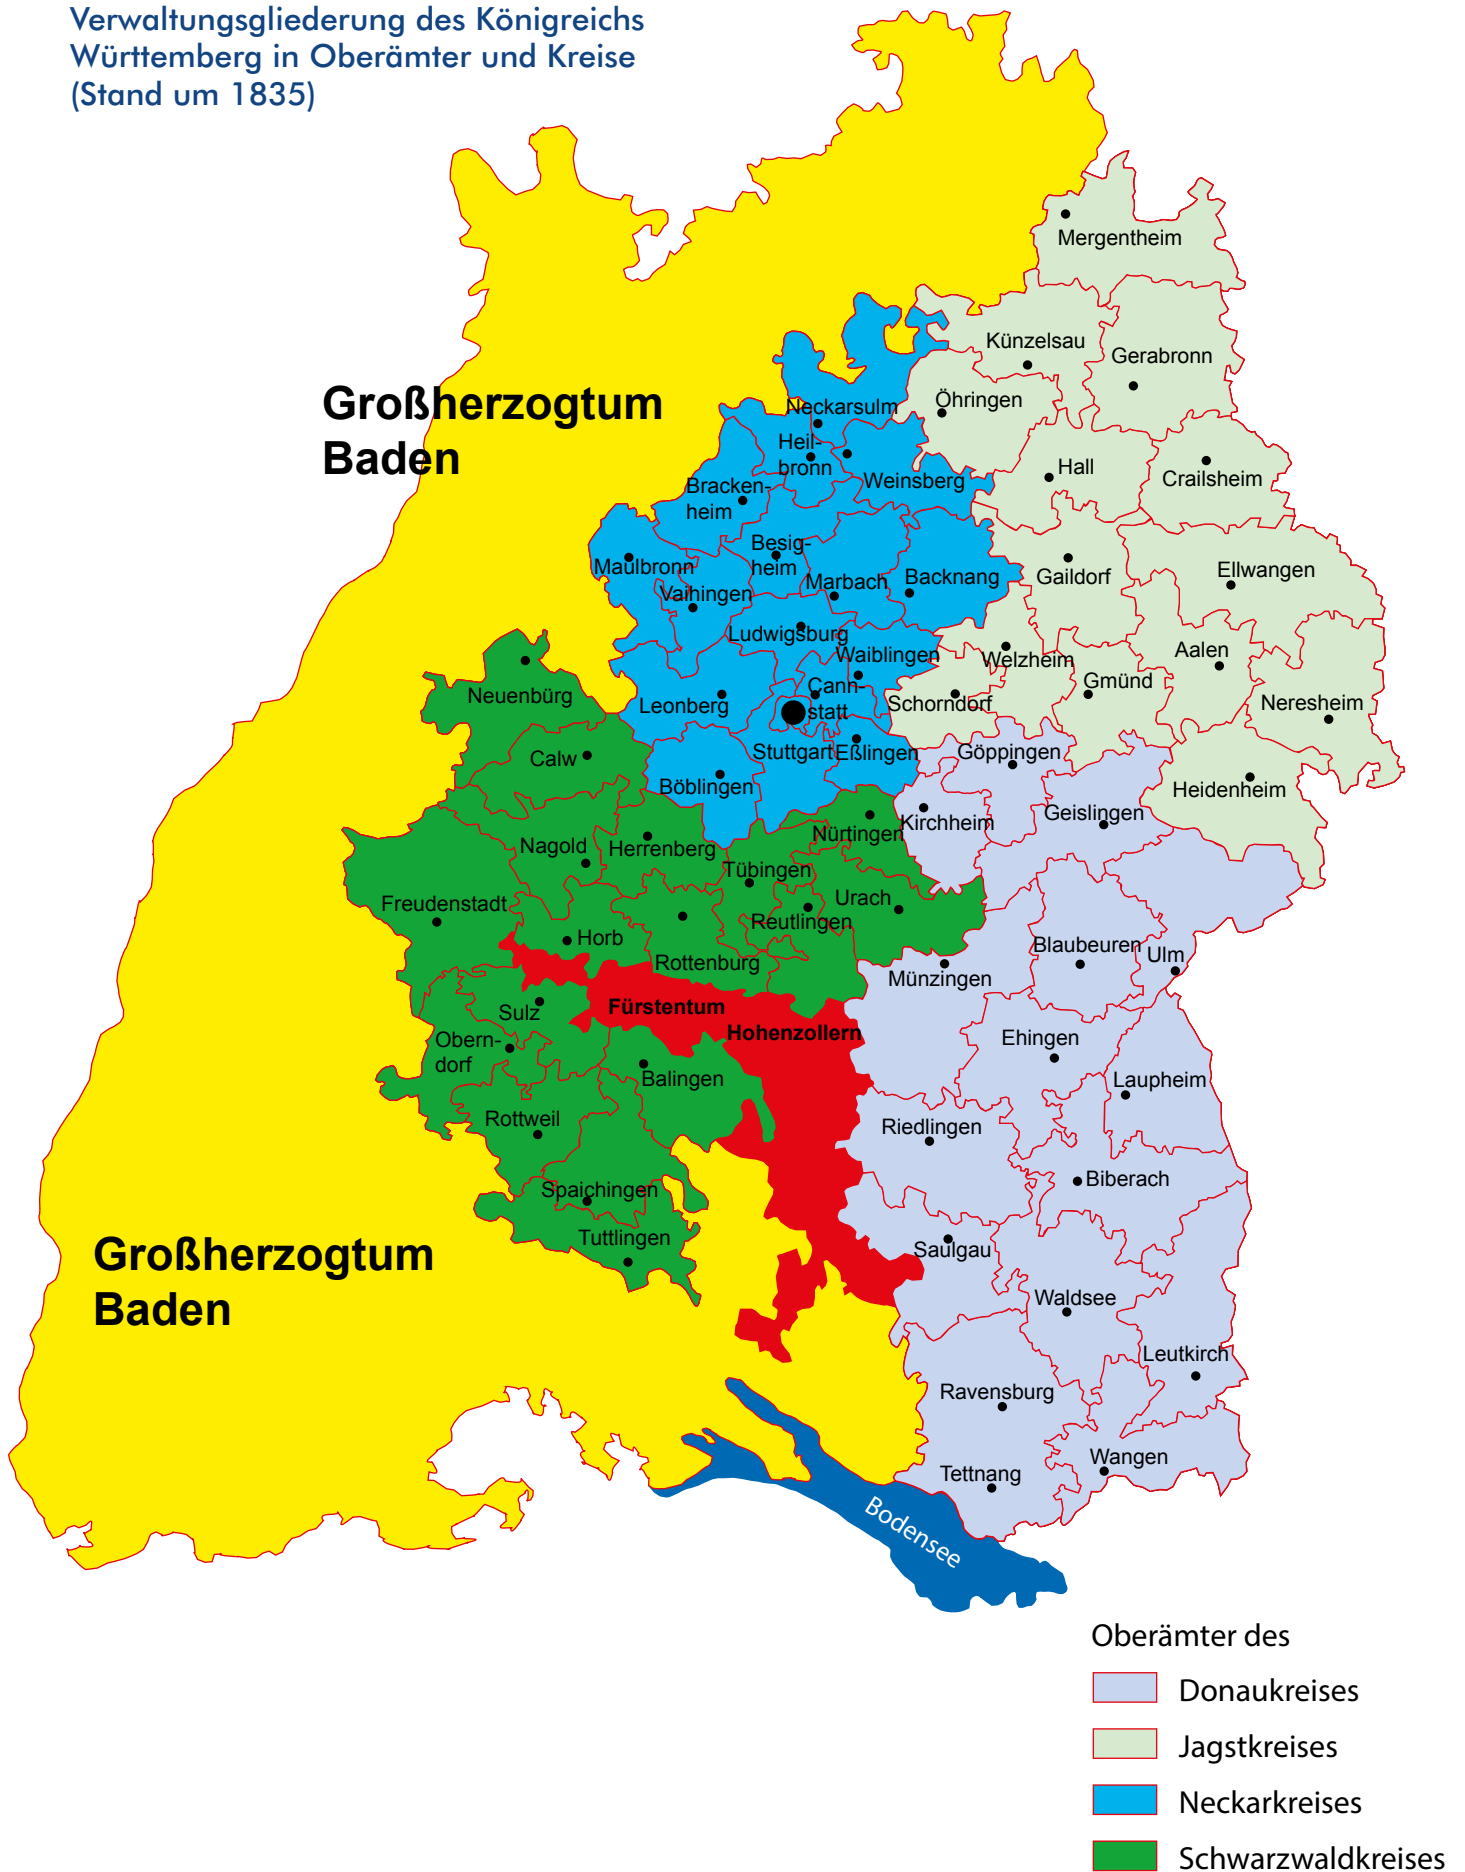 Verwaltungsgliederung des Königreichs
Württemberg in Oberämter und Kreise
(Stand um 1835)
Mergentheim
Künzelsau
Gerabronn
Großherzogtum
Baden
Öhringen
Neckarsulm
Heil-
bronn
Weinsberg
Hall
Crailsheim
Bracken-
heim
Besig-
heim
Maulbronn
Vaihingen
Marbach
Backnang
Gaildorf
Ellwangen
Ludwigsburg
Waiblingen
Welzheim
Aalen
Gmünd
Neuenbürg
Leonberg
Cann-
statt
Schorndorf
Neresheim
Calw
Stuttgart
Eßlingen
Göppingen
Böblingen
Heidenheim
Geislingen
Kirchheim
Nürtingen
Nagold
Herrenberg
Tübingen
Freudenstadt
Urach
Reutlingen
Horb
Rottenburg
Blaubeuren
Ulm
Münzingen
Sulz
Fürstentum
Hohenzollern
Obern-
dorf
Ehingen
Balingen
Laupheim
Rottweil
Riedlingen
Biberach
Spaichingen
Tuttlingen
Saulgau
Großherzogtum
Baden
Waldsee
Leutkirch
Ravensburg
Wangen
Tettnang
Bodensee
Oberämter des
Donaukreises
Jagstkreises
Neckarkreises
Schwarzwaldkreises